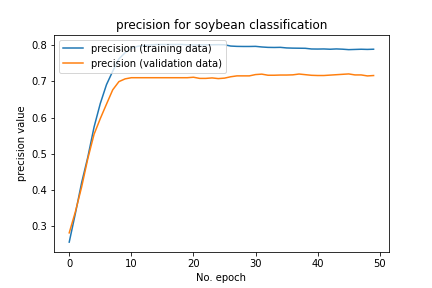 precision for soybean classification
precision (training data)
precision (validation data)
precision value
0.8
0.7
0.6
0.5
0.4
0.3
0 10 20 30 40 50
No. epoch